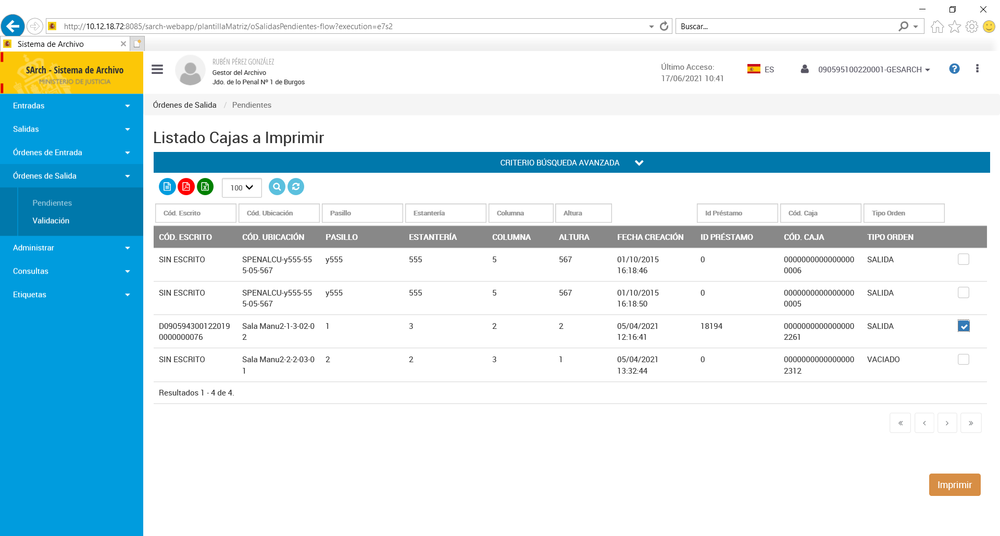 http://10.12.18.72:8085/sarch-webapp/plantillaMatriz/oSalidasPendientes-flow?execution=e7s2
Buscar...
Sistema de Archivo
SArch - Sistema de Archivo
MINISTERIO DE JUSTICIA
RUBÉN PÉREZ GONZÁLEZ
Gestor del Archivo
Jdo. de lo Penal Nº 1 de Burgos
Último Acceso:
17/06/2021 10:41
ES
090595100220001-GESARCH
Entradas
Salidas
Órdenes de Entrada
Órdenes de Salida
Pendientes
Validación
Administrar
Consultas
Etiquetas
Órdenes de Salida / Pendientes
Listado Cajas a Imprimir
CRITERIO BÚSQUEDA AVANZADA
100
Cód. Escrito Cód. Ubicación Pasillo Estantería Columna Altura Id Préstamo Cód. Caja Tipo Orden
CÓD. ESCRITO CÓD. UBICACIÓN PASILLO ESTANTERÍA COLUMNA ALTURA FECHA CREACIÓN ID PRÉSTAMO CÓD. CAJA TIPO ORDEN
SIN ESCRITO SPENALCU-y555-55 y555 555 5 567 01/10/2015 0 0000000000000000 SALIDA
5-05-567 16:18:46 0006
SIN ESCRITO SPENALCU-y555-55 y555 555 5 567 01/10/2015 0 0000000000000000 SALIDA
5-05-567 16:18:50 0005
D090594300122019 Sala Manu2-1-3-02-0 1 3 2 2 05/04/2021 18194 0000000000000000 SALIDA
0000000076 2 12:16:41 2261
SIN ESCRITO Sala Manu2-2-2-03-0 2 2 3 1 05/04/2021 0 0000000000000000 VACIADO
1 13:32:44 2312
Resultados 1 - 4 de 4.
« ‹ › »
Imprimir